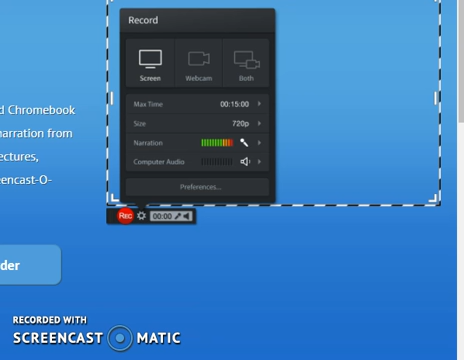 Record
Screen
Webcam
Both
Max Time 00:15:00 >
Size 720p >
Narration >
Computer Audio >
Preferences...
Rec 00:00
d Chromebook
narration from
ectures,
eencast-O-
der
RECORDED WITH
SCREENCAST MATIC